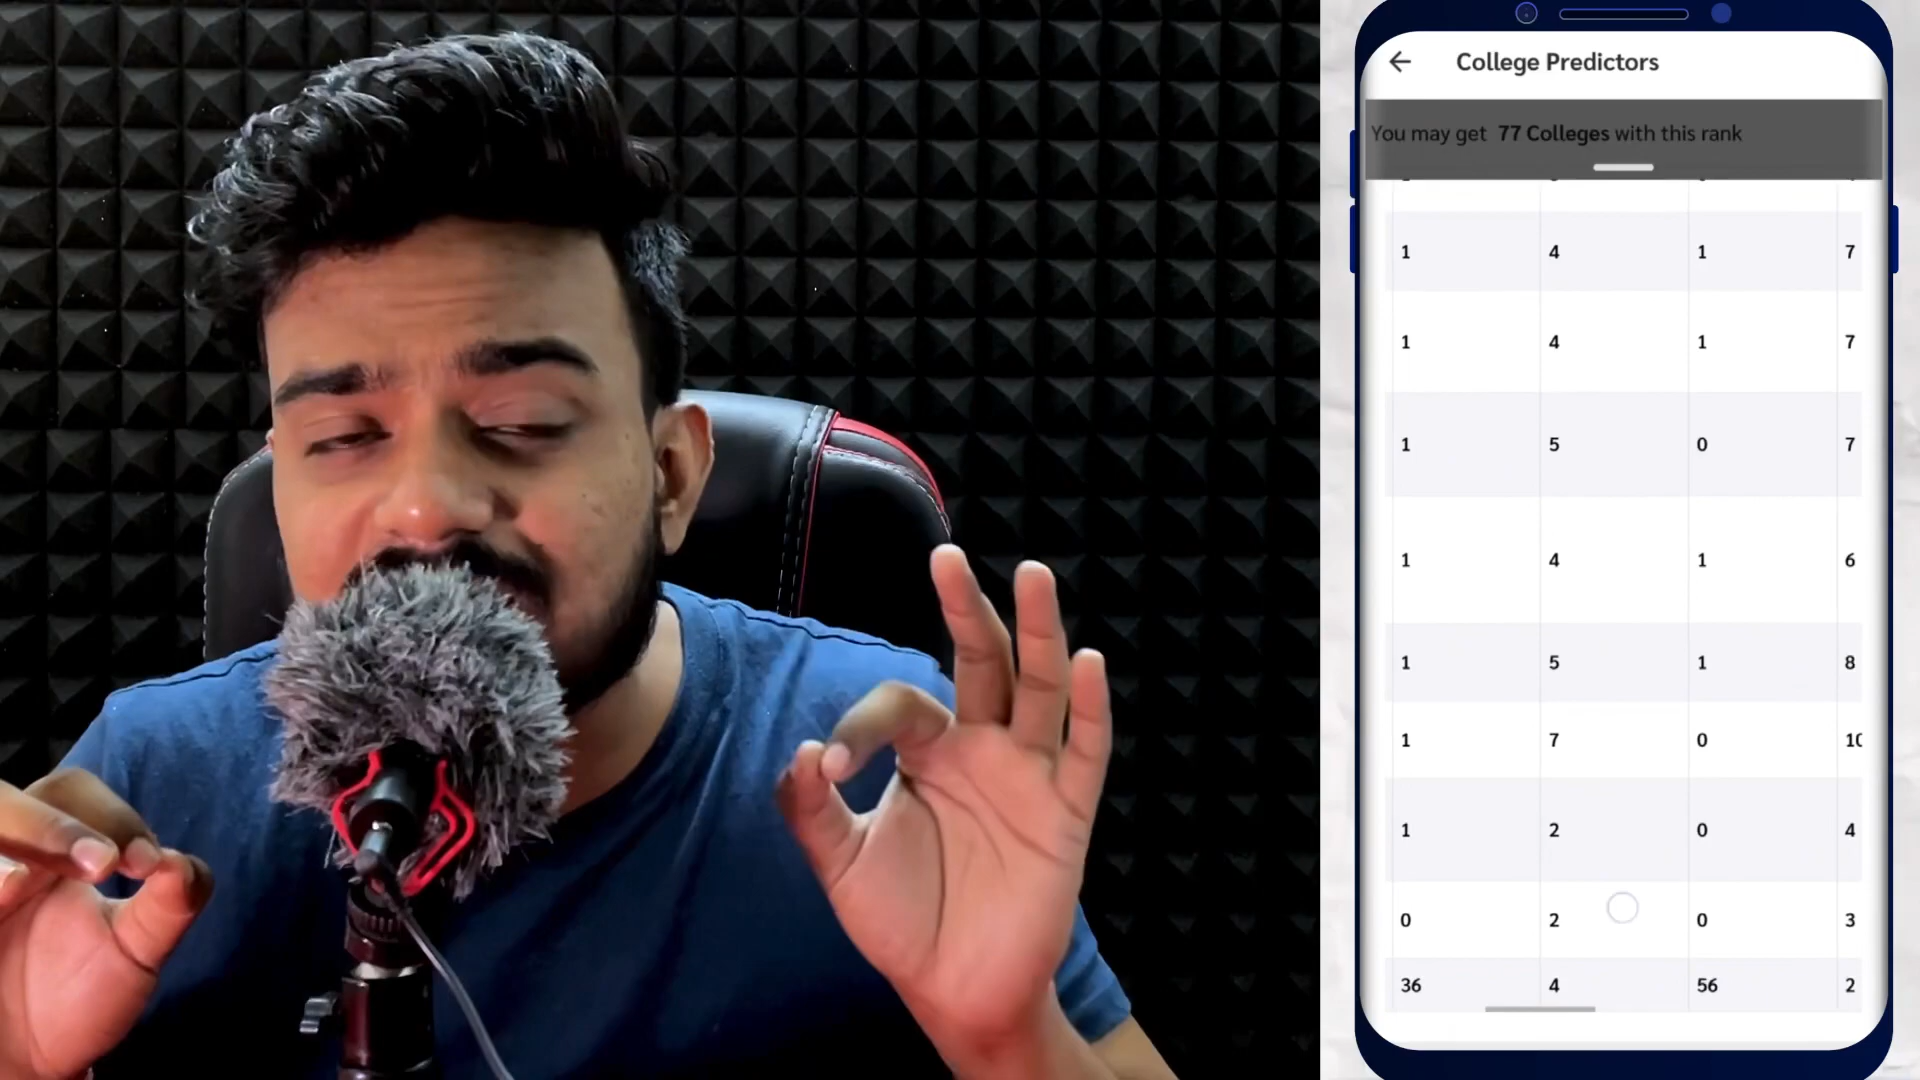 College Predictors
You may get 77 Colleges with this rank
1 4 1 7
1 4 1 7
1 5 0 7
1 4 1 6
1 5 1 8
1 7 0 10
1 2 0 4
0 2 0 3
36 4 56 2